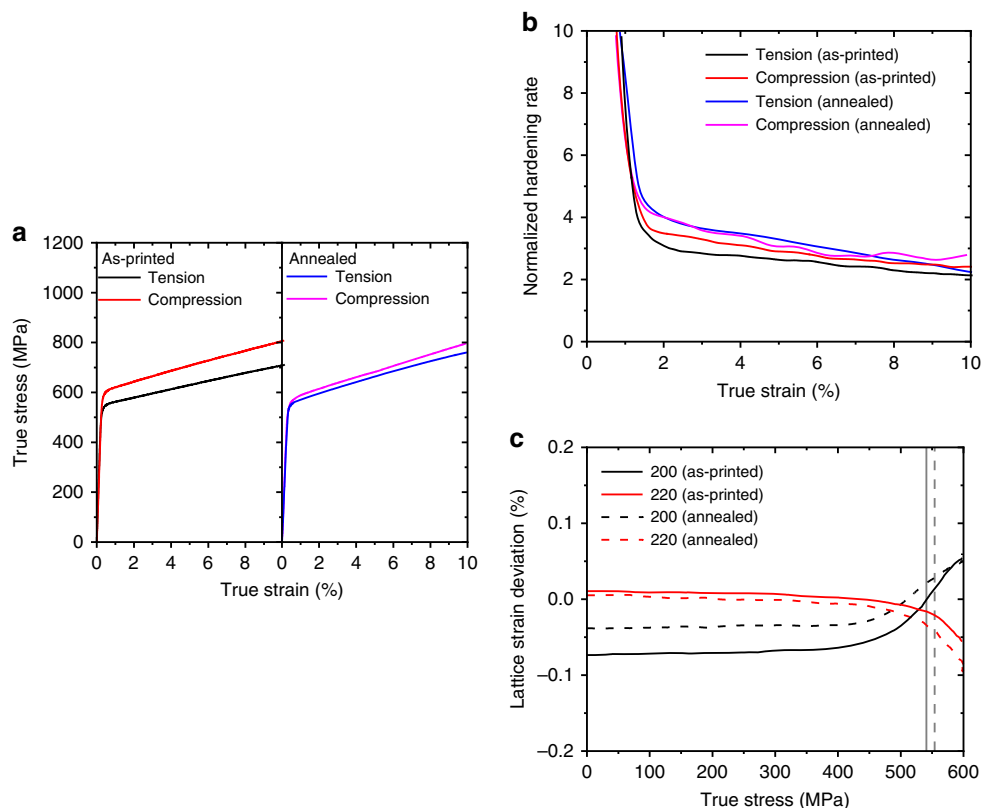 a
As-printed
Tension
Compression
Annealed
Tension
Compression
1200
1000
800
600
400
200
0
0 2 4 6 8 0 2 4 6 8 10
True stress (MPa)
True strain (%)
b
Tension (as-printed)
Compression (as-printed)
Tension (annealed)
Compression (annealed)
10
8
6
4
2
0
0 2 4 6 8 10
Normalized hardening rate
True strain (%)
c
200 (as-printed)
220 (as-printed)
200 (annealed)
220 (annealed)
0.2
0.1
0.0
−0.1
−0.2
0 100 200 300 400 500 600
Lattice strain deviation (%)
True stress (MPa)